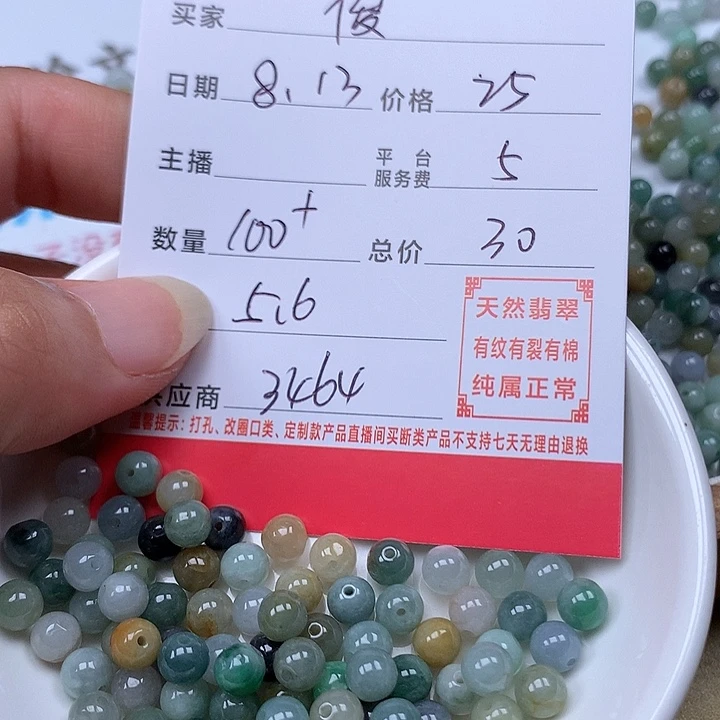 买家 俊
日期 8.13 价格 25
主播 平台服务费 5
数量 100+ 总价 30
5.6
供应商 3464
天然翡翠
有纹有裂有棉
纯属正常
温馨提示：打孔、改圈口类、定制款产品直播间买断类产品不支持七天无理由退换